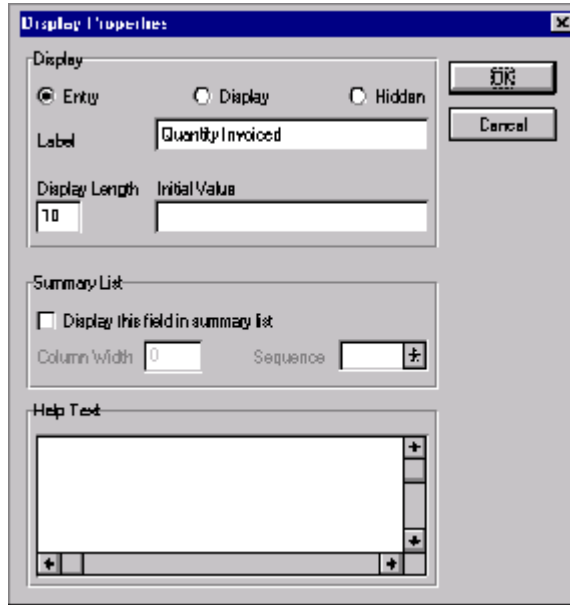 Display Properties
Display
Entry Display Hidden
Label Quantity Invoiced
Display Length Initial Value
10
Summary List
Display this field in summary list
Column Width 0 Sequence
Help Text
OK
Cancel